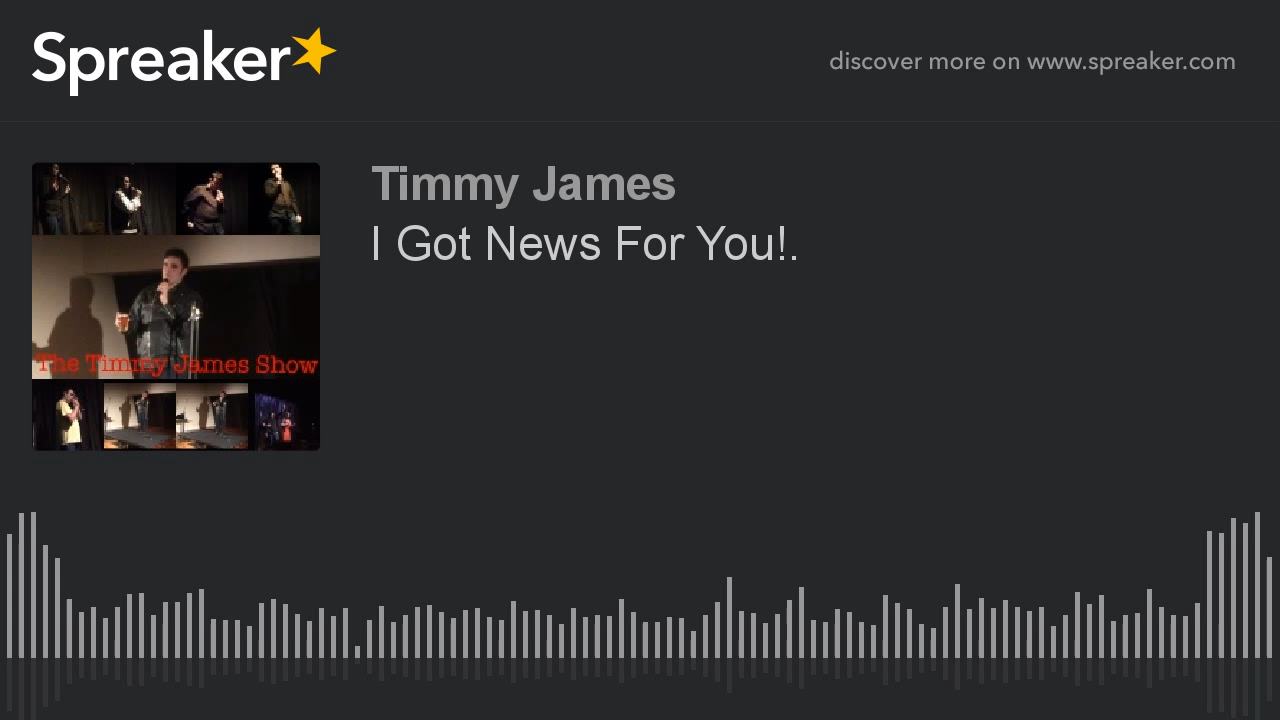 Spreaker
discover more on www.spreaker.com
Timmy James
I Got News For You!.
The Timmy James Show